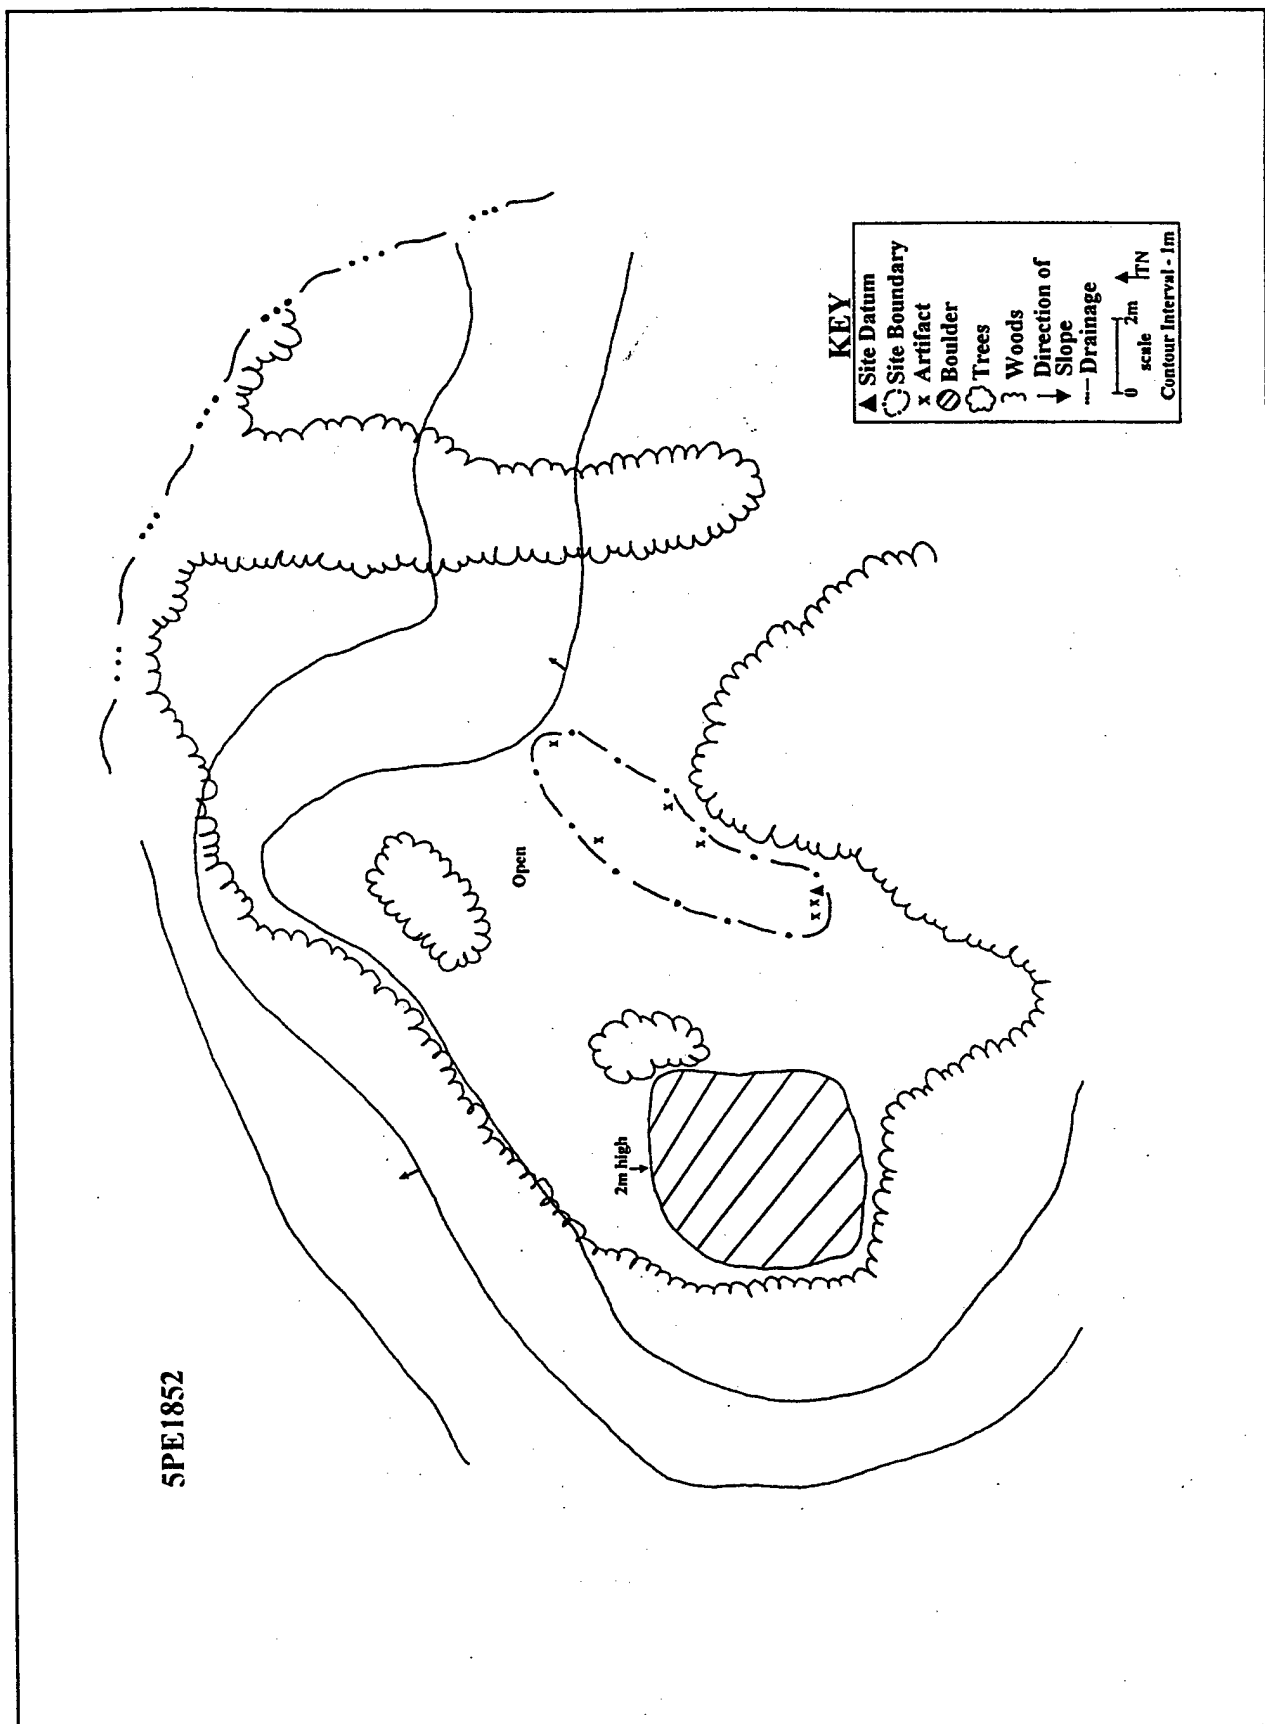 5PE1852
2m high
Open
x
x
x
x
x x
KEY
Site Datum
Site Boundary
x Artifact
Boulder
Trees
Woods
Direction of
Slope
Drainage
0 2m
scale
TN
Contour Interval - 1m